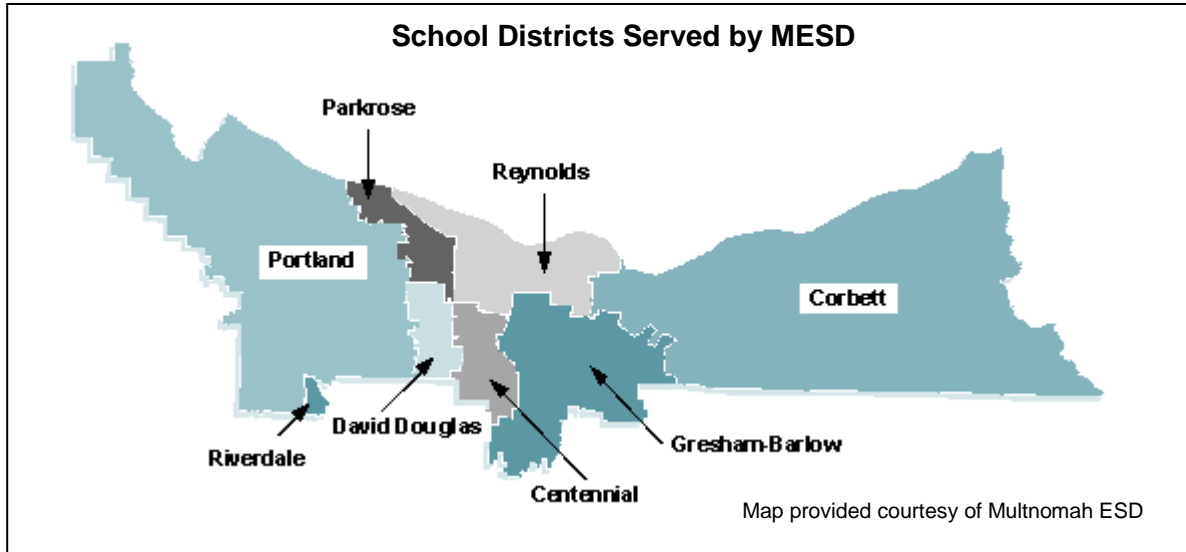 School Districts Served by MESD
Parkrose
Reynolds
Portland
Corbett
David Douglas
Riverdale
Gresham-Barlow
Centennial
Map provided courtesy of Multnomah ESD